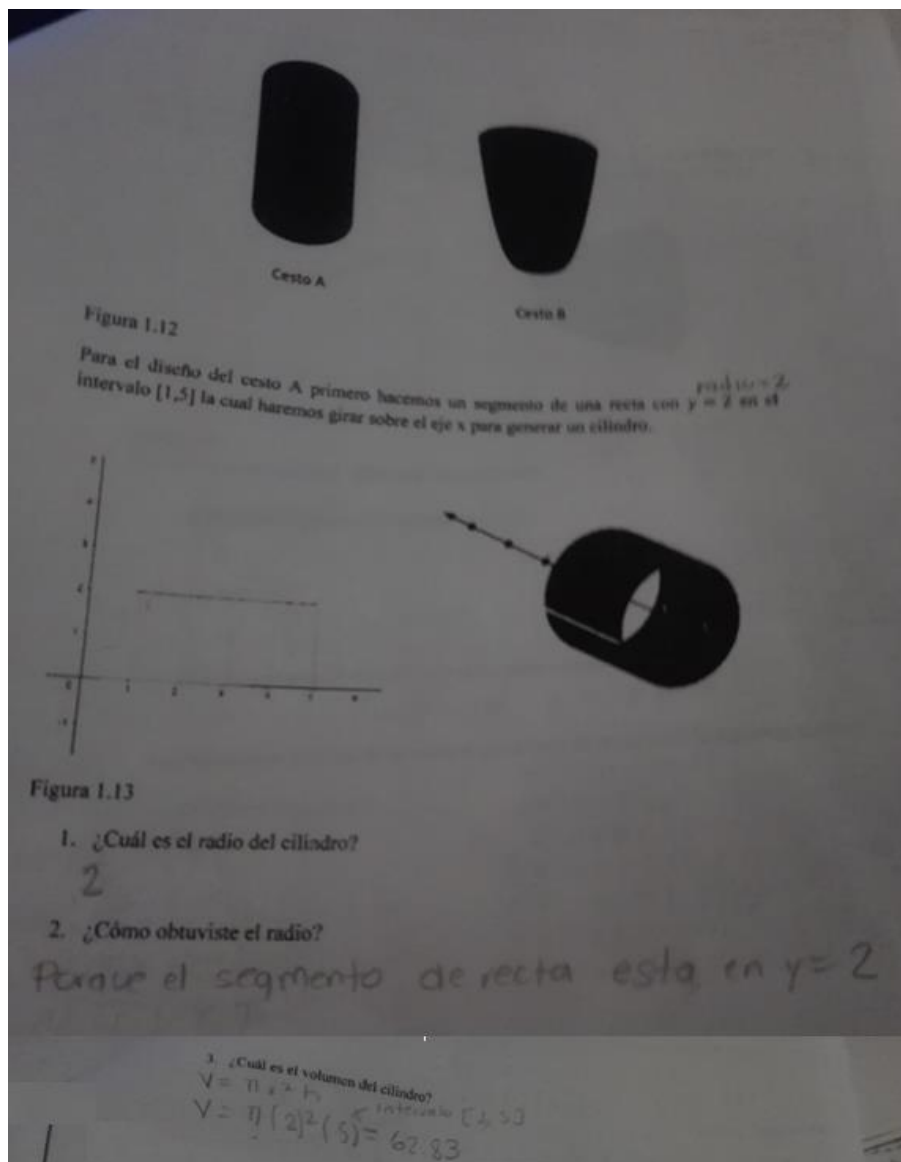 Cesto A
Cesto B
Figura 1.12
radio = 2
Para el diseño del cesto A primero hacemos un segmento de una recta con y = 2 en el
intervalo [1,5] la cual haremos girar sobre el eje x para generar un cilindro.
Figura 1.13
1. ¿Cuál es el radio del cilindro?
2
2. ¿Cómo obtuviste el radio?
Porque el segmento de recta esta en y = 2
3. ¿Cuál es el volumen del cilindro?
V = π r² h
V = π (2)² (5) = 62.83
intervalo